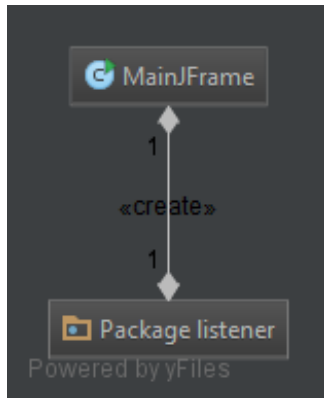 MainJFrame
1
«create»
1
Package listener
Powered by yFiles